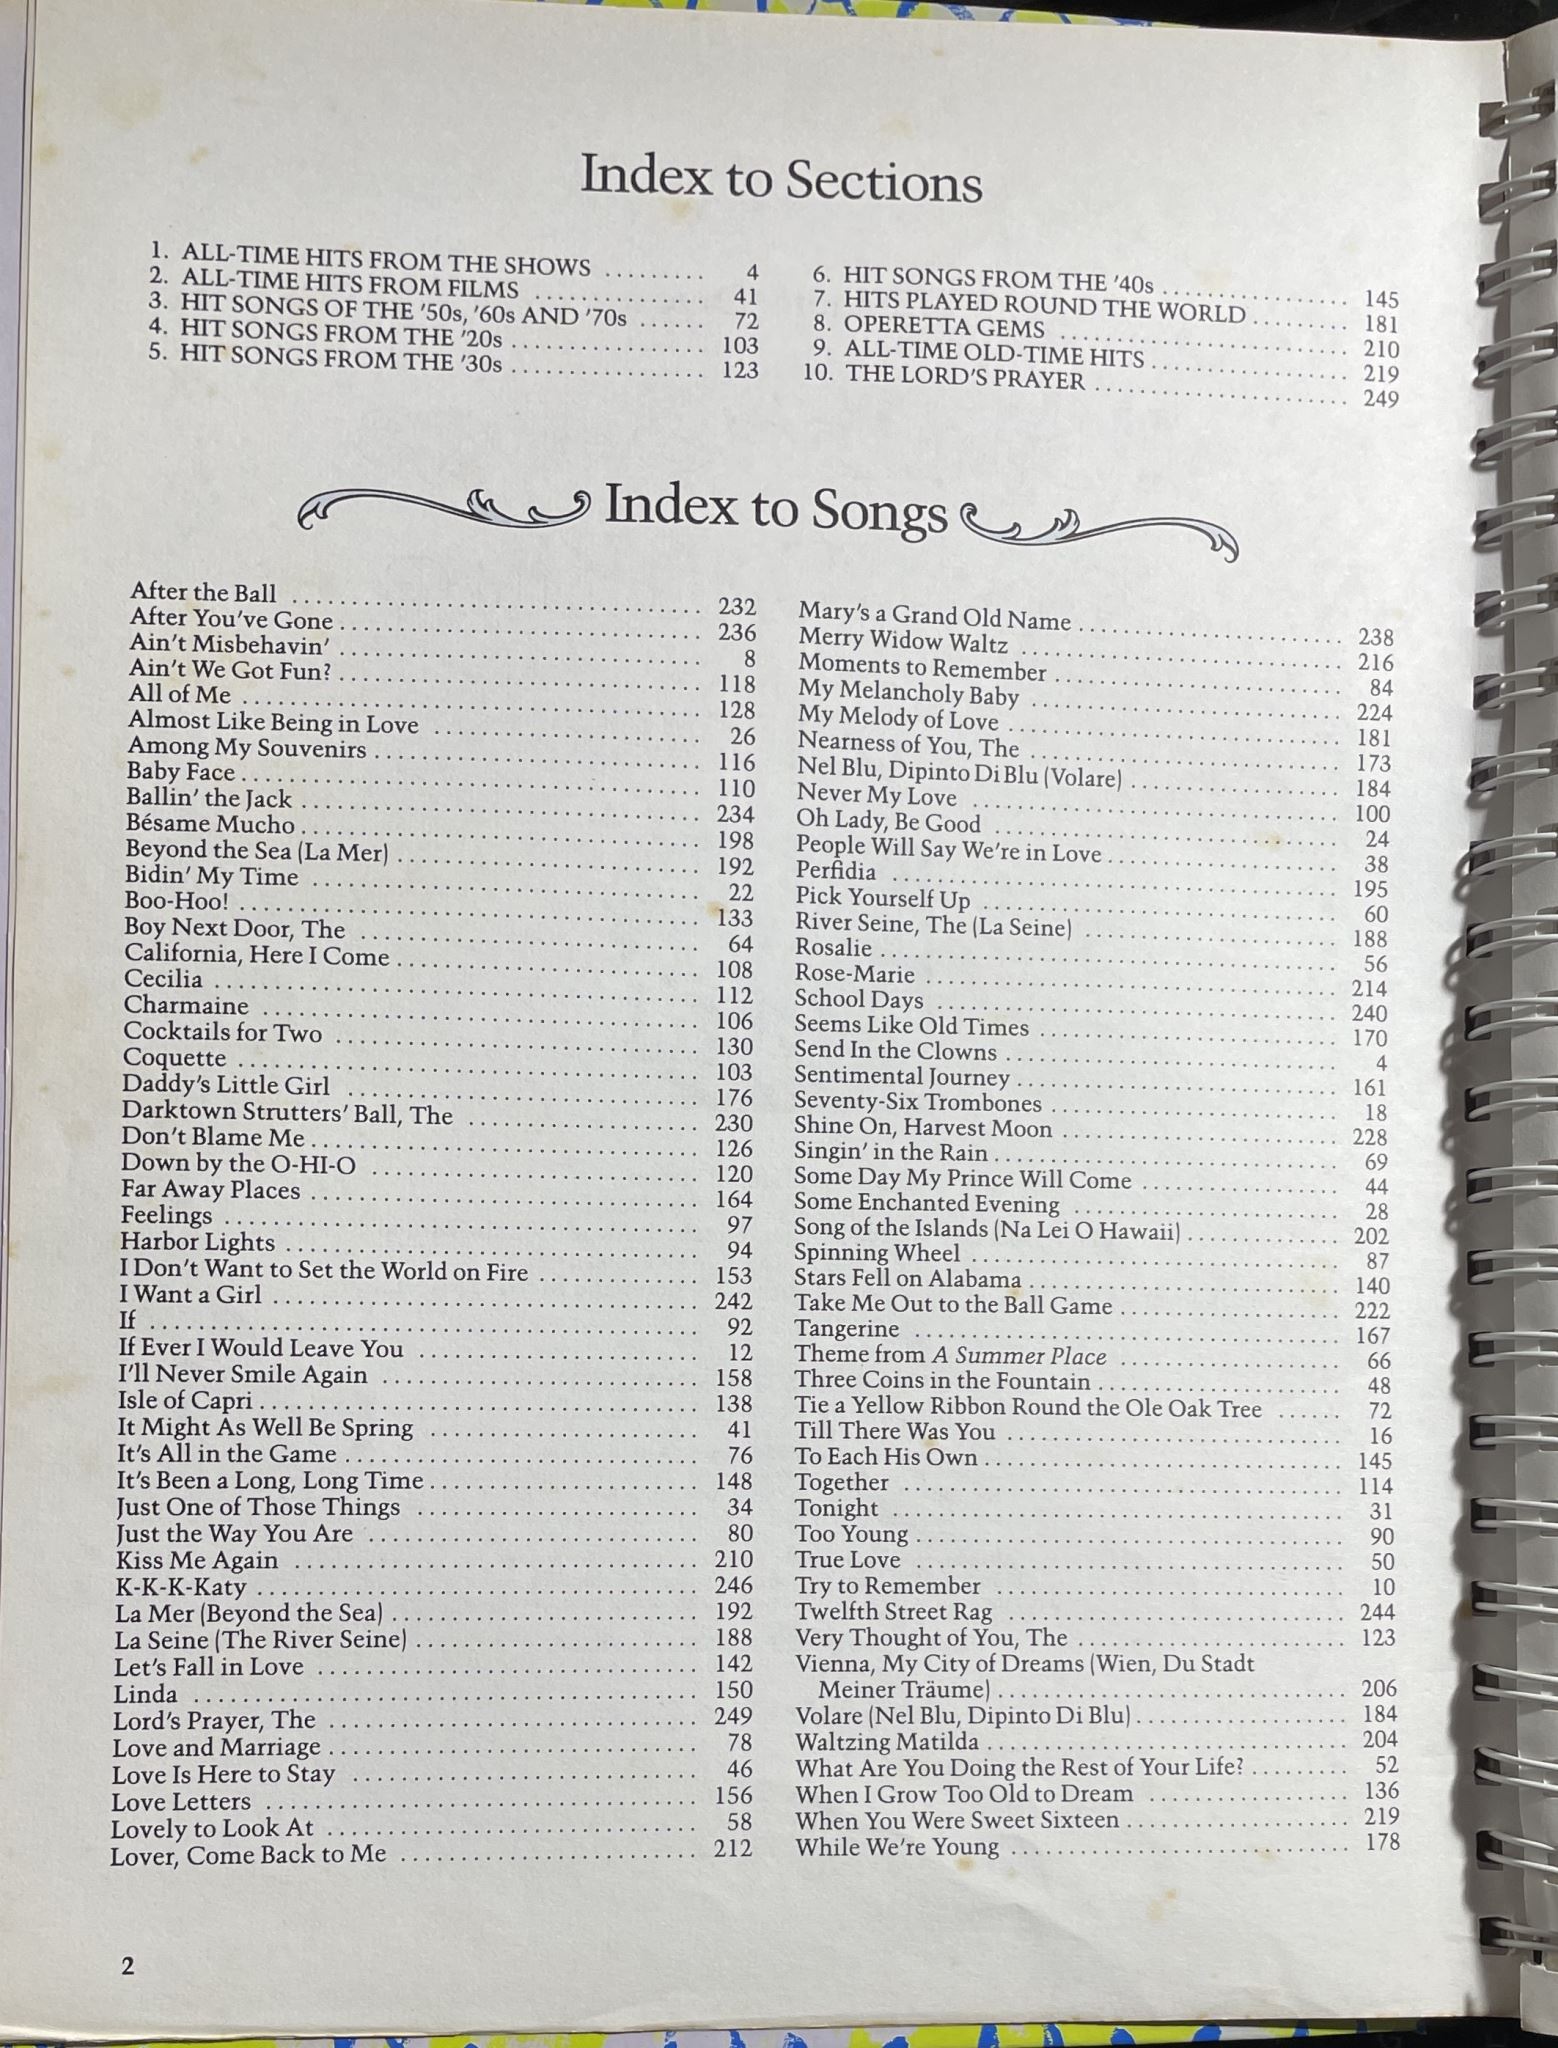 Index to Sections
1. ALL-TIME HITS FROM THE SHOWS ......... 4
2. ALL-TIME HITS FROM FILMS ............... 41
3. HIT SONGS OF THE '50s, '60s AND '70s ...... 72
4. HIT SONGS FROM THE '20s ................. 103
5. HIT SONGS FROM THE '30s ................. 123
6. HIT SONGS FROM THE '40s ................. 145
7. HITS PLAYED ROUND THE WORLD ......... 181
8. OPERETTA GEMS ......................... 210
9. ALL-TIME OLD-TIME HITS .................. 219
10. THE LORD'S PRAYER ....................... 249
Index to Songs
After the Ball ................................... 232
After You've Gone ............................... 236
Ain't Misbehavin' ................................ 8
Ain't We Got Fun? ............................... 118
All of Me ........................................ 128
Almost Like Being in Love ....................... 26
Among My Souvenirs ............................ 116
Baby Face ........................................ 110
Ballin' the Jack .................................. 234
Bésame Mucho .................................. 198
Beyond the Sea (La Mer) .......................... 192
Bidin' My Time ................................. 22
Boo-Hoo! ........................................ 133
Boy Next Door, The ............................. 64
California, Here I Come .......................... 108
Cecilia .......................................... 112
Charmaine ...................................... 106
Cocktails for Two ............................... 130
Coquette ........................................ 103
Daddy's Little Girl .............................. 176
Darktown Strutters' Ball, The .................... 230
Don't Blame Me ................................. 126
Down by the O-HI-O ............................ 120
Far Away Places ................................. 164
Feelings ......................................... 97
Harbor Lights ................................... 94
I Don't Want to Set the World on Fire .............. 153
I Want a Girl .................................... 242
If ............................................... 92
If Ever I Would Leave You ........................ 12
I'll Never Smile Again ........................... 158
Isle of Capri ..................................... 138
It Might As Well Be Spring ....................... 41
It's All in the Game .............................. 76
It's Been a Long, Long Time ....................... 148
Just One of Those Things ........................ 34
Just the Way You Are ............................ 80
Kiss Me Again .................................. 210
K-K-K-Katy ..................................... 246
La Mer (Beyond the Sea) .......................... 192
La Seine (The River Seine) ........................ 188
Let's Fall in Love ................................ 142
Linda ........................................... 150
Lord's Prayer, The ............................... 249
Love and Marriage ............................... 78
Love Is Here to Stay ............................. 46
Love Letters ..................................... 156
Lovely to Look At ............................... 58
Lover, Come Back to Me ......................... 212
Mary's a Grand Old Name ........................ 238
Merry Widow Waltz ............................ 216
Moments to Remember ......................... 84
My Melancholy Baby ........................... 224
My Melody of Love ............................. 181
Nearness of You, The ........................... 173
Nel Blu, Dipinto Di Blu (Volare) .................. 184
Never My Love ................................ 100
Oh Lady, Be Good .............................. 24
People Will Say We're in Love ..................... 38
Perfidia ........................................ 195
Pick Yourself Up ............................... 60
River Seine, The (La Seine) ....................... 188
Rosalie ......................................... 56
Rose-Marie ..................................... 214
School Days .................................... 240
Seems Like Old Times ........................... 170
Send In the Clowns .............................. 4
Sentimental Journey ............................. 161
Seventy-Six Trombones .......................... 18
Shine On, Harvest Moon ......................... 228
Singin' in the Rain ............................... 69
Some Day My Prince Will Come .................. 44
Some Enchanted Evening ........................ 28
Song of the Islands (Na Lei O Hawaii) .............. 202
Spinning Wheel ................................. 87
Stars Fell on Alabama ............................ 140
Take Me Out to the Ball Game .................... 222
Tangerine ...................................... 167
Theme from A Summer Place ..................... 66
Three Coins in the Fountain ....................... 48
Tie a Yellow Ribbon Round the Ole Oak Tree ...... 72
Till There Was You .............................. 16
To Each His Own ................................ 145
Together ....................................... 114
Tonight ........................................ 31
Too Young ...................................... 90
True Love ...................................... 50
Try to Remember ............................... 10
Twelfth Street Rag .............................. 244
Very Thought of You, The ........................ 123
Vienna, My City of Dreams (Wien, Du Stadt
Meiner Träume) ............................... 206
Volare (Nel Blu, Dipinto Di Blu) ................... 184
Waltzing Matilda ................................ 204
What Are You Doing the Rest of Your Life? ......... 52
When I Grow Too Old to Dream .................. 136
When You Were Sweet Sixteen .................... 219
While We're Young .............................. 178
2